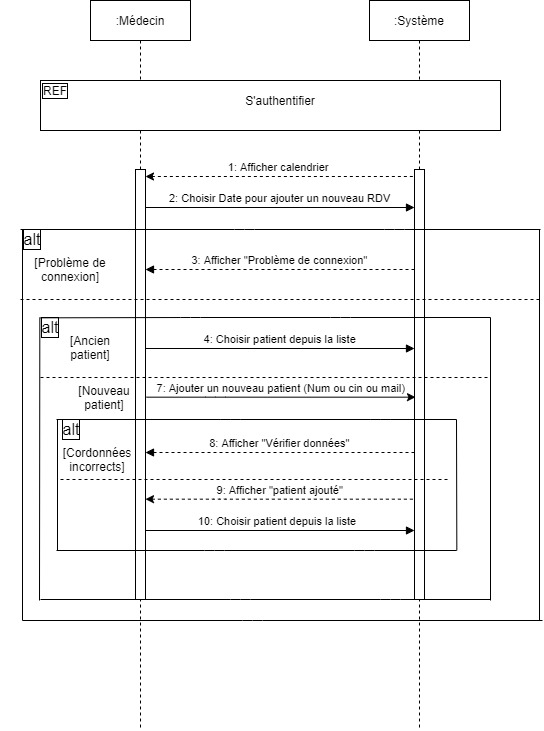 :Médecin
:Système
REF
S'authentifier
1: Afficher calendrier
2: Choisir Date pour ajouter un nouveau RDV
alt
[Problème de
connexion]
3: Afficher "Problème de connexion"
alt
[Ancien
patient]
4: Choisir patient depuis la liste
[Nouveau
patient]
7: Ajouter un nouveau patient (Num ou cin ou mail)
alt
[Cordonnées
incorrects]
8: Afficher "Vérifier données"
9: Afficher "patient ajouté"
10: Choisir patient depuis la liste